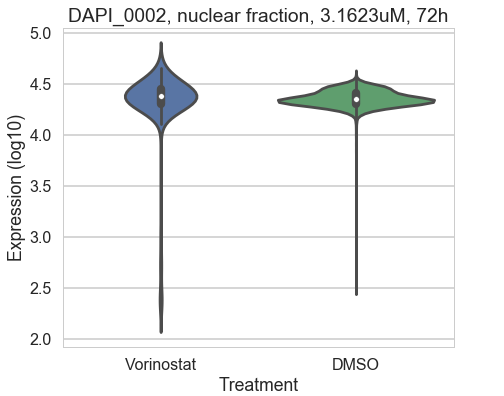 DAPI_0002, nuclear fraction, 3.1623uM, 72h
5.0
4.5
4.0
3.5
3.0
2.5
2.0
Expression (log10)
Vorinostat DMSO
Treatment